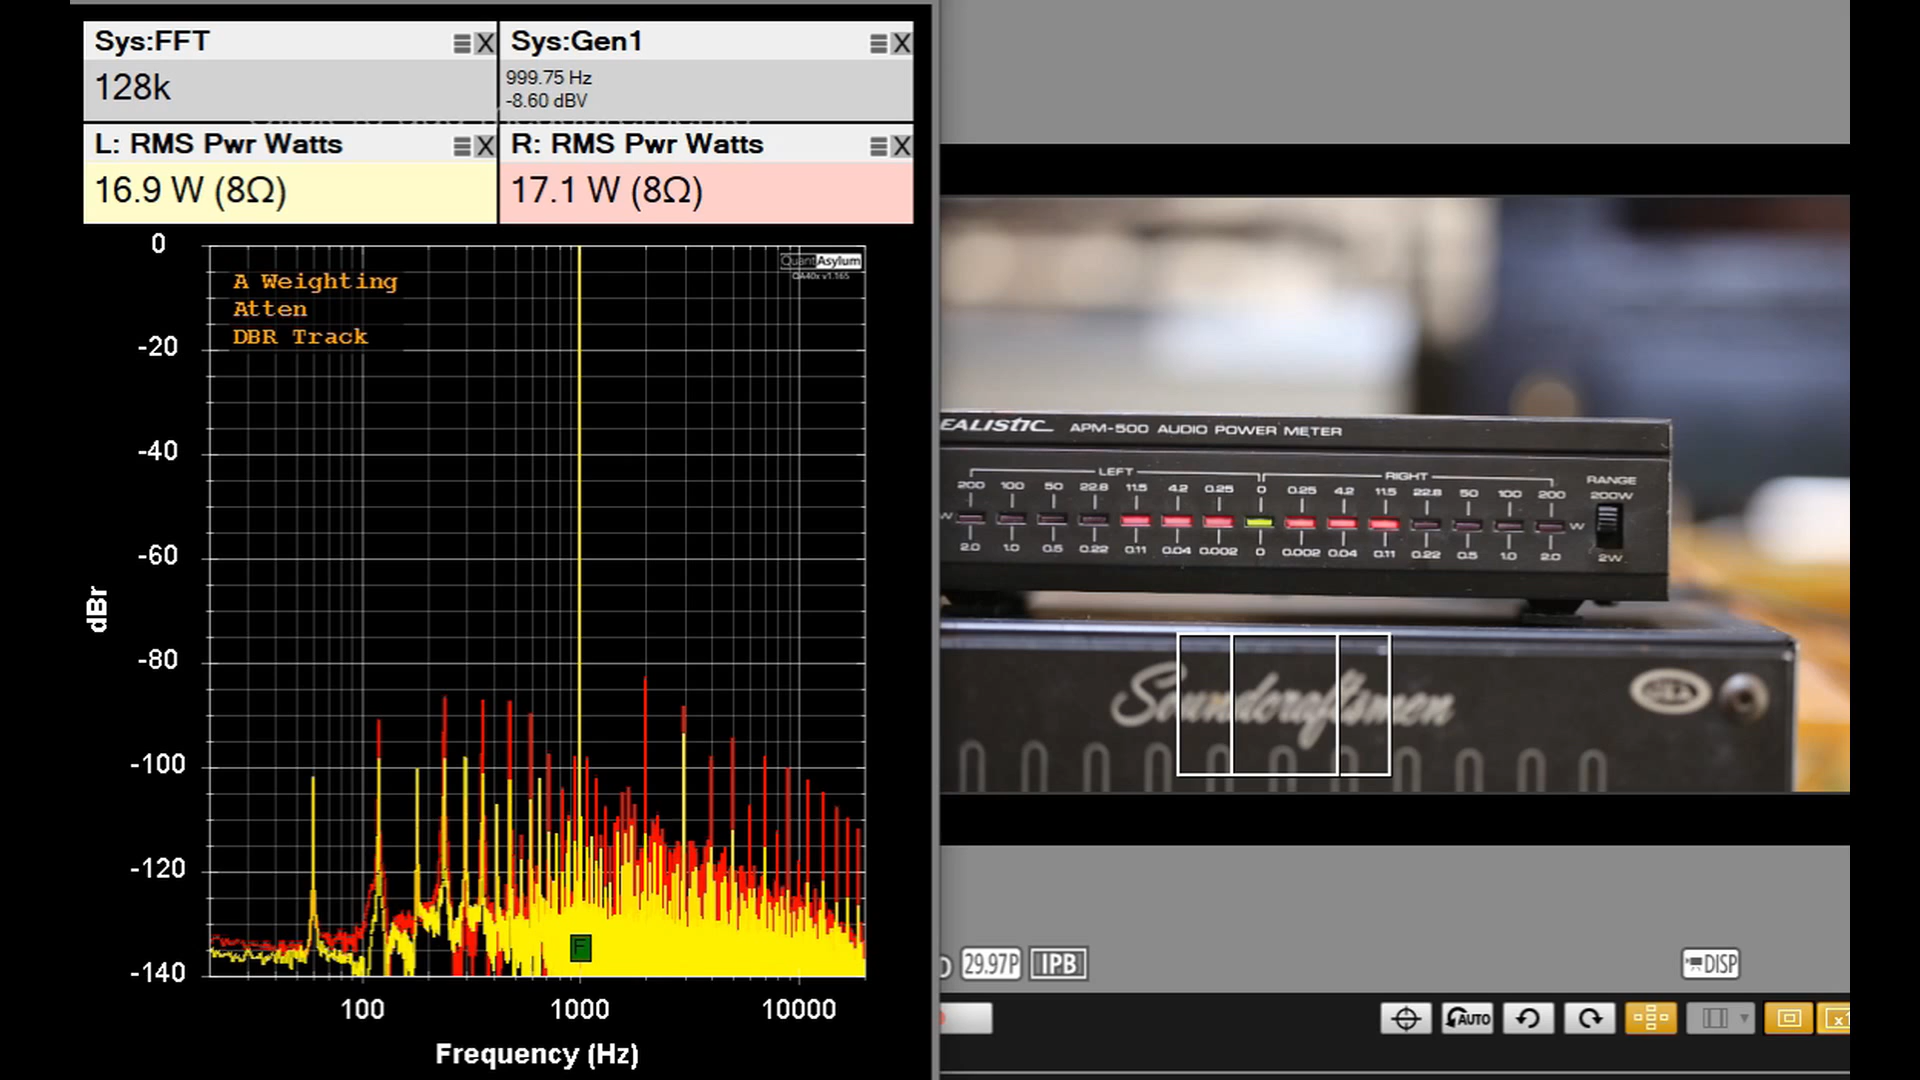 Sys:FFT
X
Sys:Gen1
X
128k
999.75 Hz
-8.60 dBV
L: RMS Pwr Watts
X
R: RMS Pwr Watts
X
16.9 W (8Ω)
17.1 W (8Ω)
0
-20
-40
-60
-80
-100
-120
-140
dBr
A Weighting
Atten
DBR Track
QuantAsylum
QA40x v1.165
F
100
1000
10000
Frequency (Hz)
EALISTIC APM-500 AUDIO POWER METER
LEFT RIGHT
RANGE
200 100 50 22.8 11.5 4.2 0.25 0 0.25 4.2 11.5 22.8 50 100 200
200W
W W
2.0 1.0 0.5 0.22 0.11 0.04 0.002 0 0.002 0.04 0.11 0.22 0.5 1.0 2.0
2W
Soundcraftsmen
29.97P
IPB
DISP
AUTO